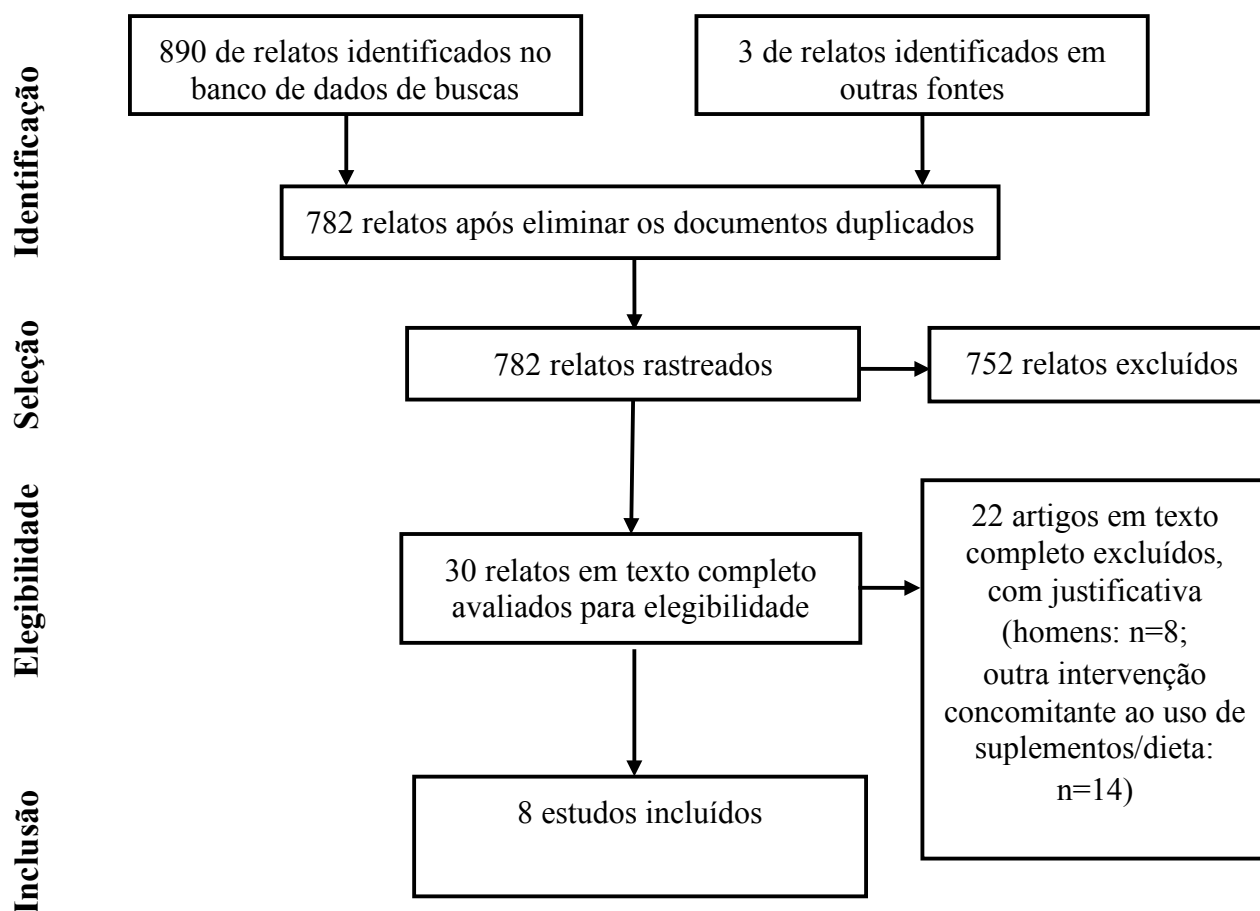 Identificação
890 de relatos identificados no
banco de dados de buscas
3 de relatos identificados em
outras fontes
782 relatos após eliminar os documentos duplicados
Seleção
782 relatos rastreados
752 relatos excluídos
Elegibilidade
30 relatos em texto completo
avaliados para elegibilidade
22 artigos em texto
completo excluídos,
com justificativa
(homens: n=8;
outra intervenção
concomitante ao uso de
suplementos/dieta:
n=14)
Inclusão
8 estudos incluídos